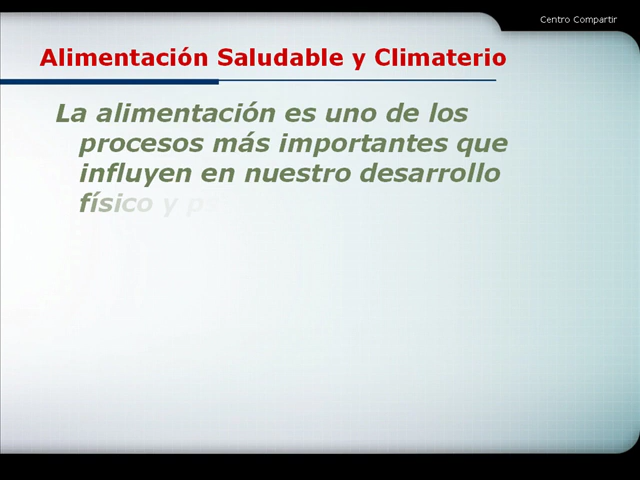 Centro Compartir
Alimentación Saludable y Climaterio
La alimentación es uno de los
procesos más importantes que
influyen en nuestro desarrollo
físico y